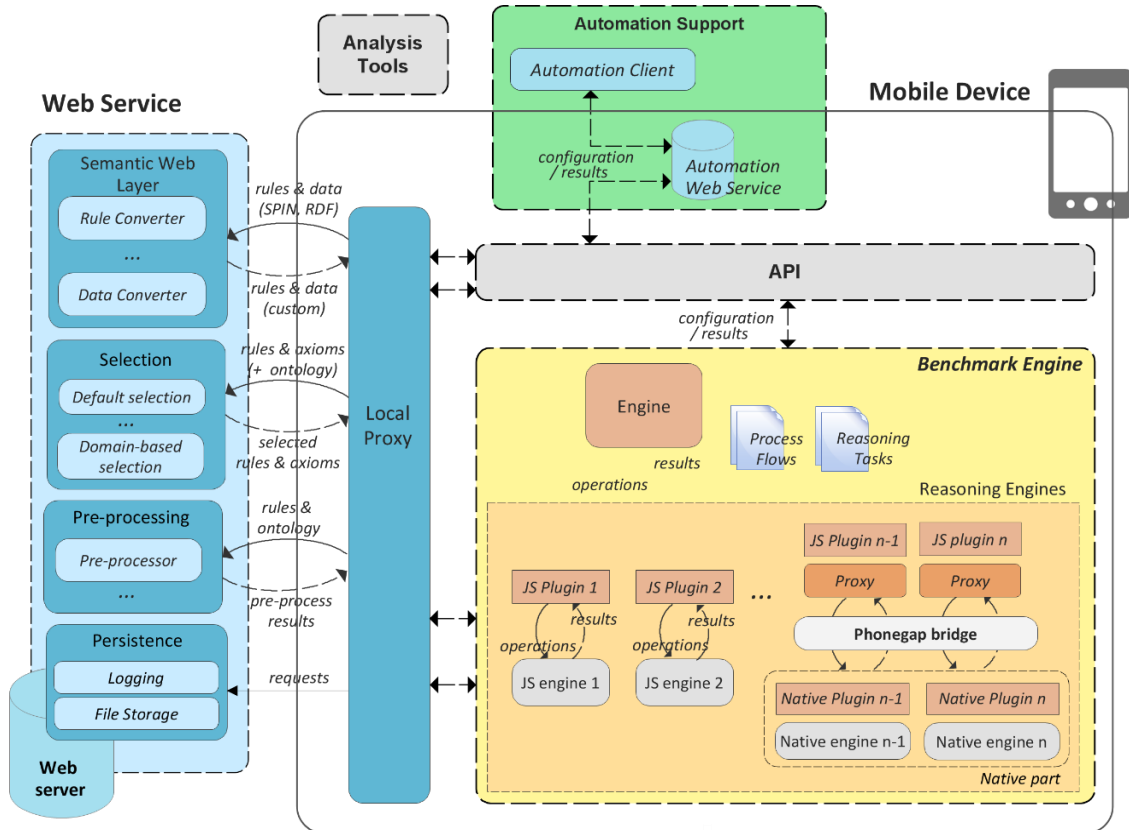 Automation Support
Analysis
Tools
Automation Client
Web Service
Mobile Device
configuration
/ results
Automation
Web Service
Semantic Web
Layer
Rule Converter
...
Data Converter
rules & data
(SPIN, RDF)
rules & data
(custom)
API
configuration
/ results
Selection
Default selection
...
Domain-based
selection
rules & axioms
(+ ontology)
selected
rules & axioms
Local
Proxy
Benchmark Engine
Engine
Process
Flows
Reasoning
Tasks
results
operations
Reasoning Engines
Pre-processing
Pre-processor
...
rules &
ontology
pre-process
results
JS Plugin 1
results
operations
JS engine 1
JS Plugin 2
results
operations
JS engine 2
...
JS Plugin n-1
JS plugin n
Proxy
Proxy
Phonegap bridge
Native Plugin n-1
Native Plugin n
Native engine n-1
Native engine n
Native part
Persistence
Logging
File Storage
requests
Web
server